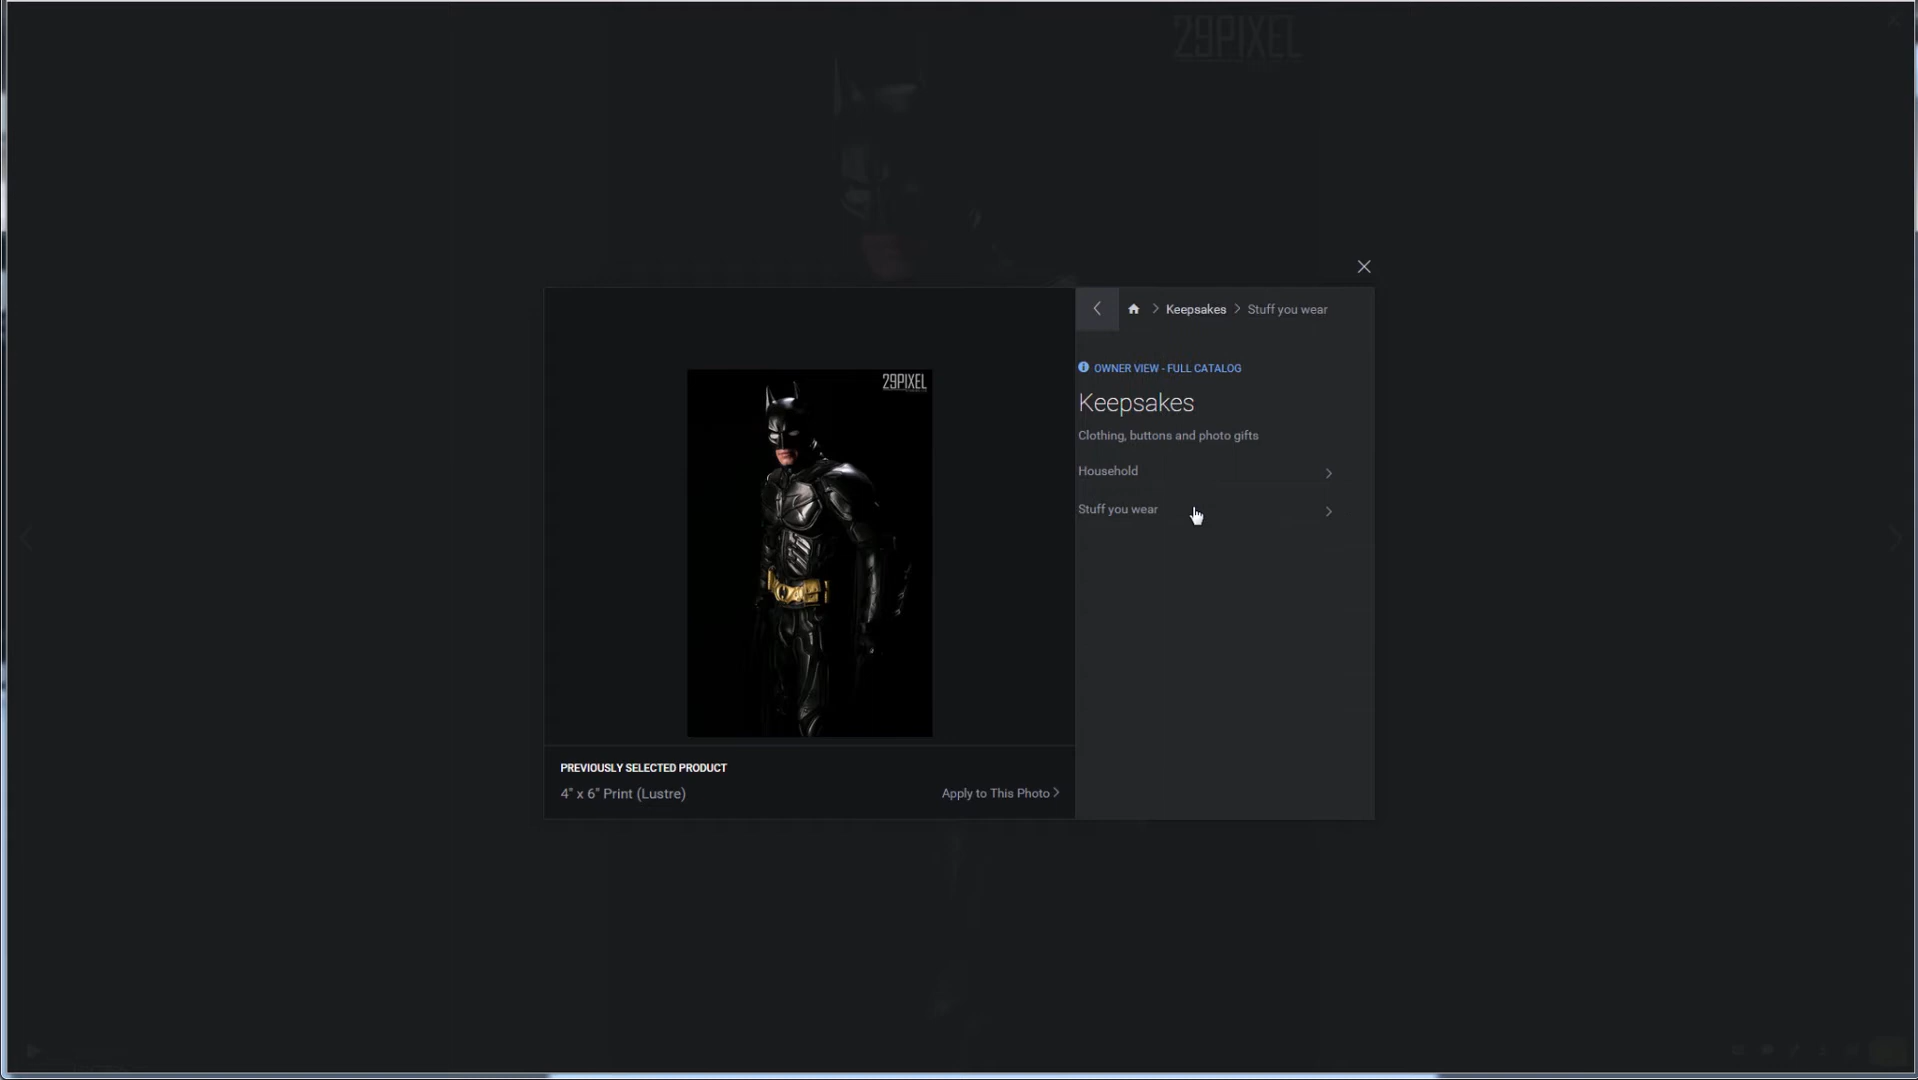 29PIXEL
Keepsakes Stuff you wear
OWNER VIEW - FULL CATALOG
Keepsakes
Clothing, buttons and photo gifts
Household
Stuff you wear
29PIXEL
PREVIOUSLY SELECTED PRODUCT
4" x 6" Print (Lustre)
Apply to This Photo